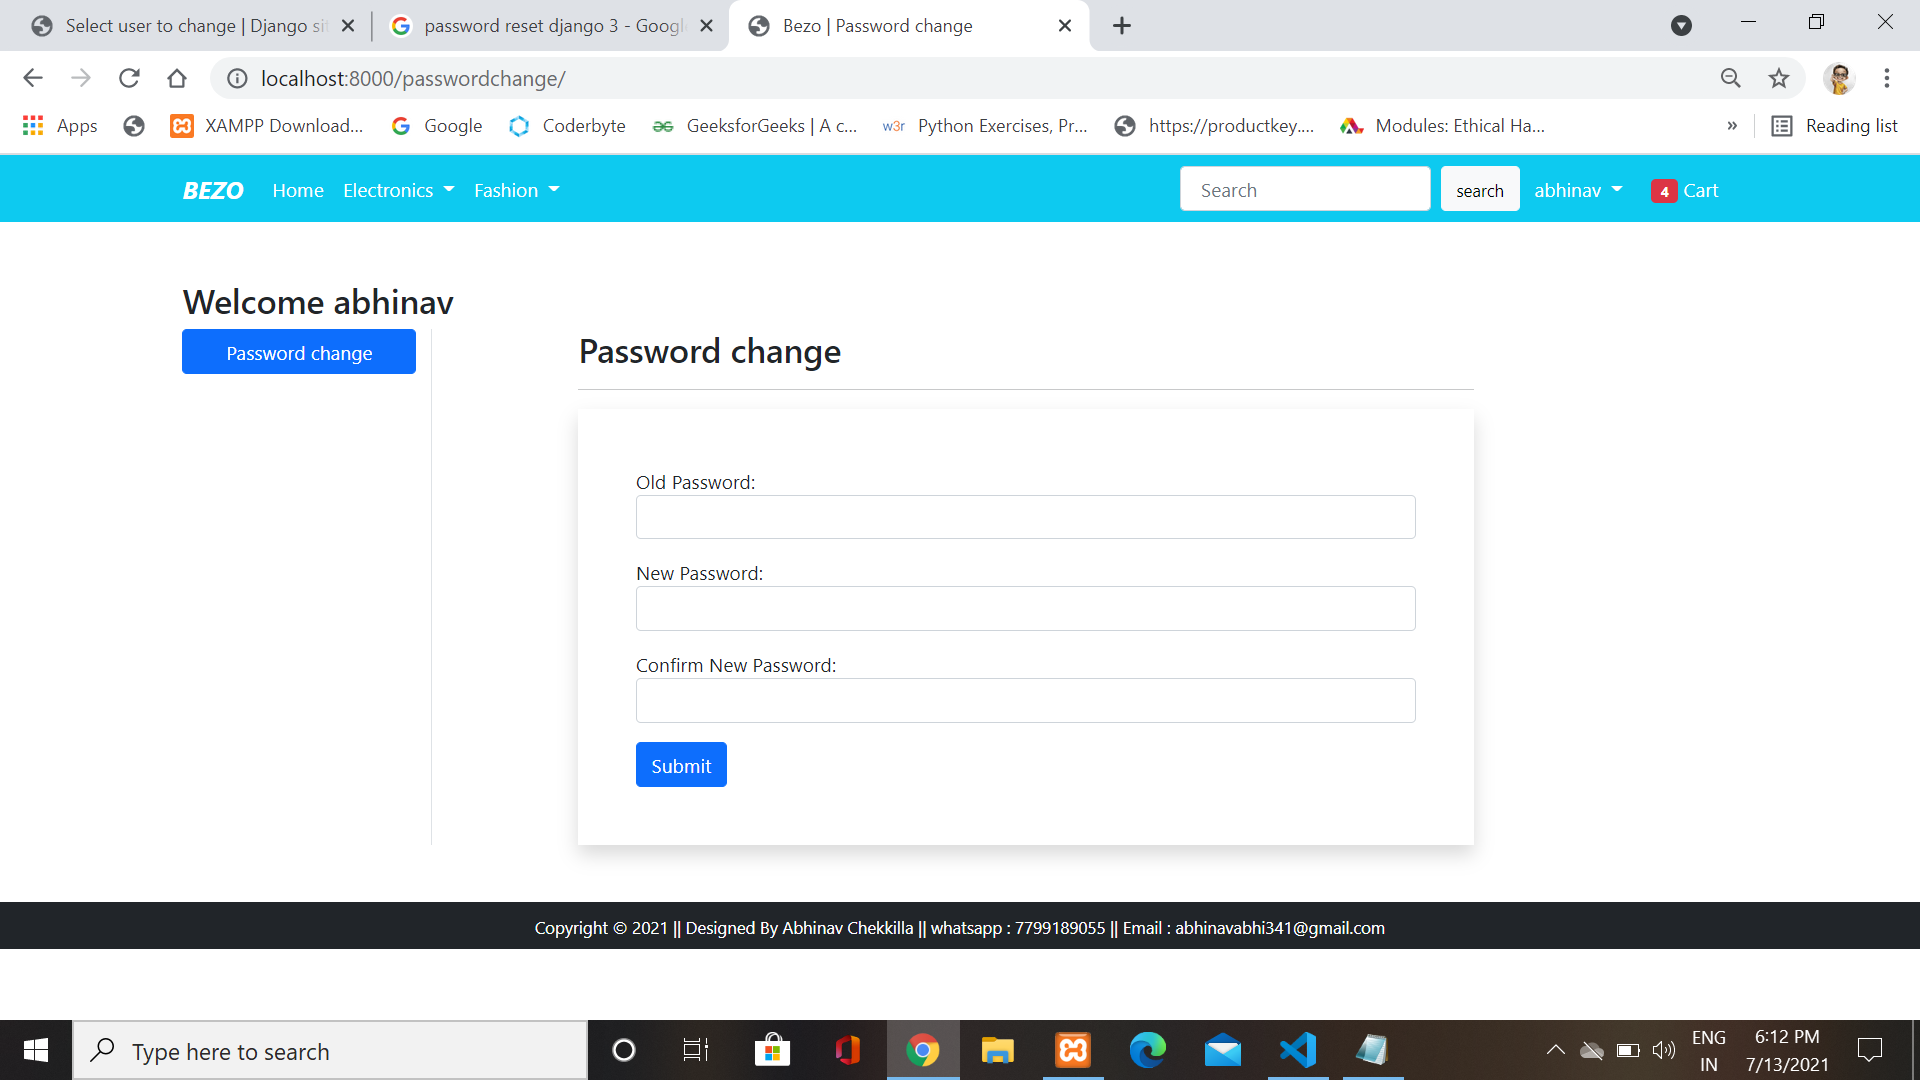 Select user to change | Django sit
password reset django 3 - Google
Bezo | Password change
localhost:8000/passwordchange/
Apps
XAMPP Download...
Google
Coderbyte
GeeksforGeeks | A c...
w3r
Python Exercises, Pr...
https://productkey....
Modules: Ethical Ha...
»
Reading list
BEZO
Home
Electronics
Fashion
Search
search
abhinav
4 Cart
Welcome abhinav
Password change
Password change
Old Password:
New Password:
Confirm New Password:
Submit
Copyright © 2021 || Designed By Abhinav Chekkilla || whatsapp : 7799189055 || Email : abhinavabhi341@gmail.com
Type here to search
ENG
IN
6:12 PM
7/13/2021